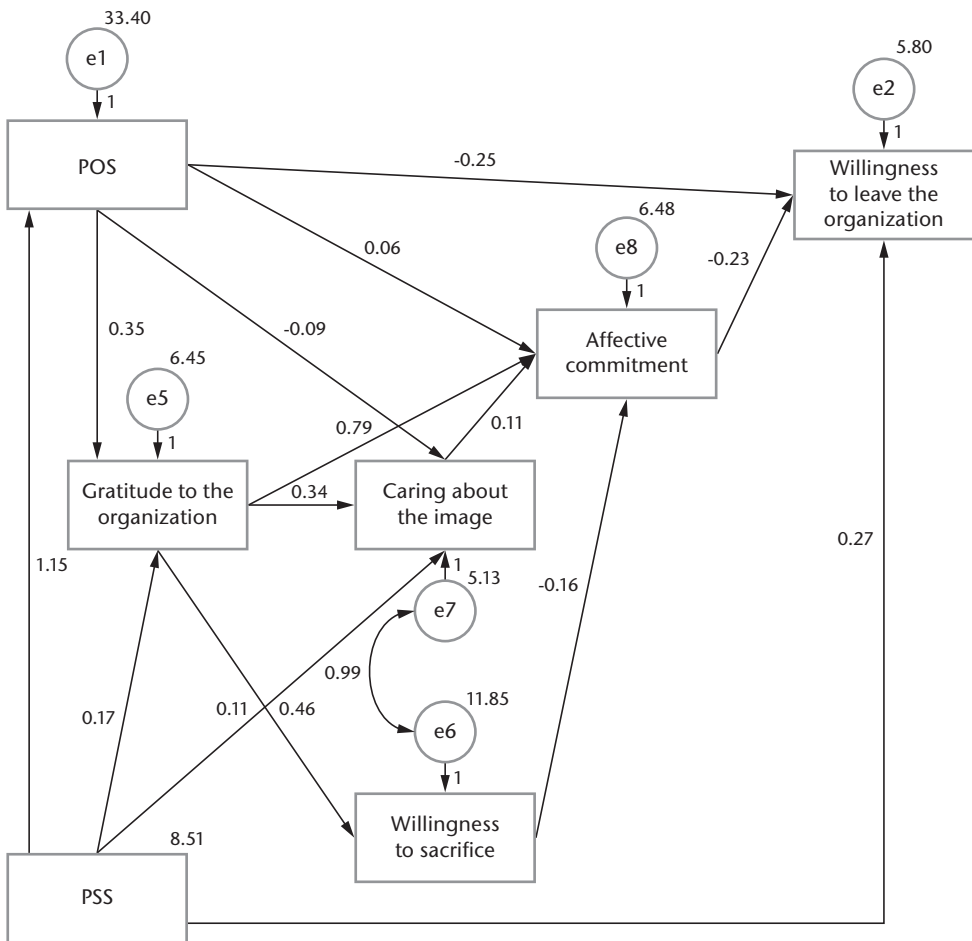 33.40
e1
1
5.80
e2
1
POS
-0.25
Willingness
to leave the
organization
6.48
e8
1
0.06
-0.23
0.35
-0.09
Affective
commitment
6.45
e5
1
0.79
0.11
Gratitude to the
organization
0.34
Caring about
the image
1.15
0.27
1
5.13
e7
-0.16
0.99
0.17
0.11
0.46
11.85
e6
1
Willingness
to sacrifice
8.51
PSS